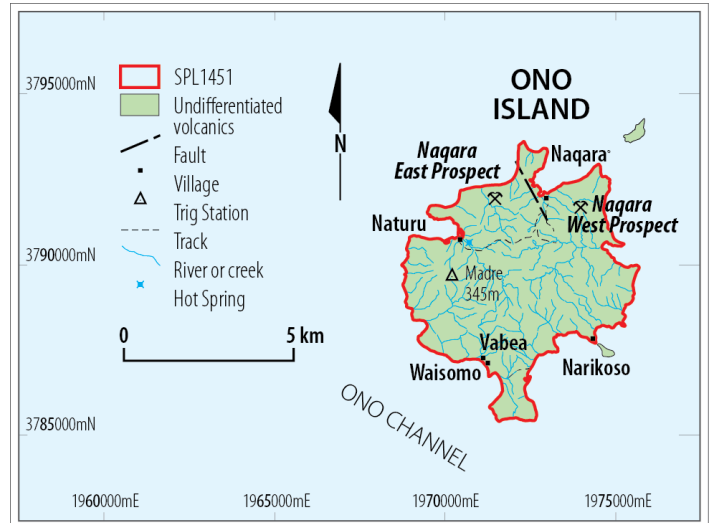 3795000mN
3790000mN
3785000mN
SPL1451
Undifferentiated
volcanics
Fault
Village
Trig Station
Track
River or creek
Hot Spring
N
0
5 km
ONO
ISLAND
Naqara
East Prospect
Naqara
Naqara
West Prospect
Naturu
Madre
345m
Vabea
Waisomo
Narikoso
ONO CHANNEL
1960000mE
1965000mE
1970000mE
1975000mE